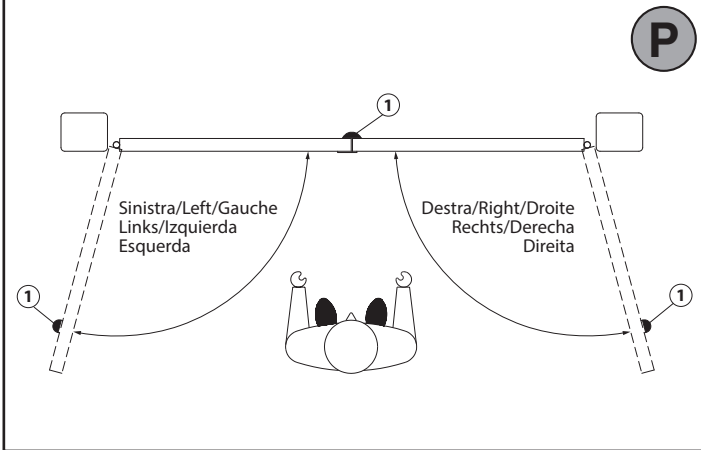 P
1
Sinistra/Left/Gauche
Links/Izquierda
Esquerda
Destra/Right/Droite
Rechts/Derecha
Direita
1
1